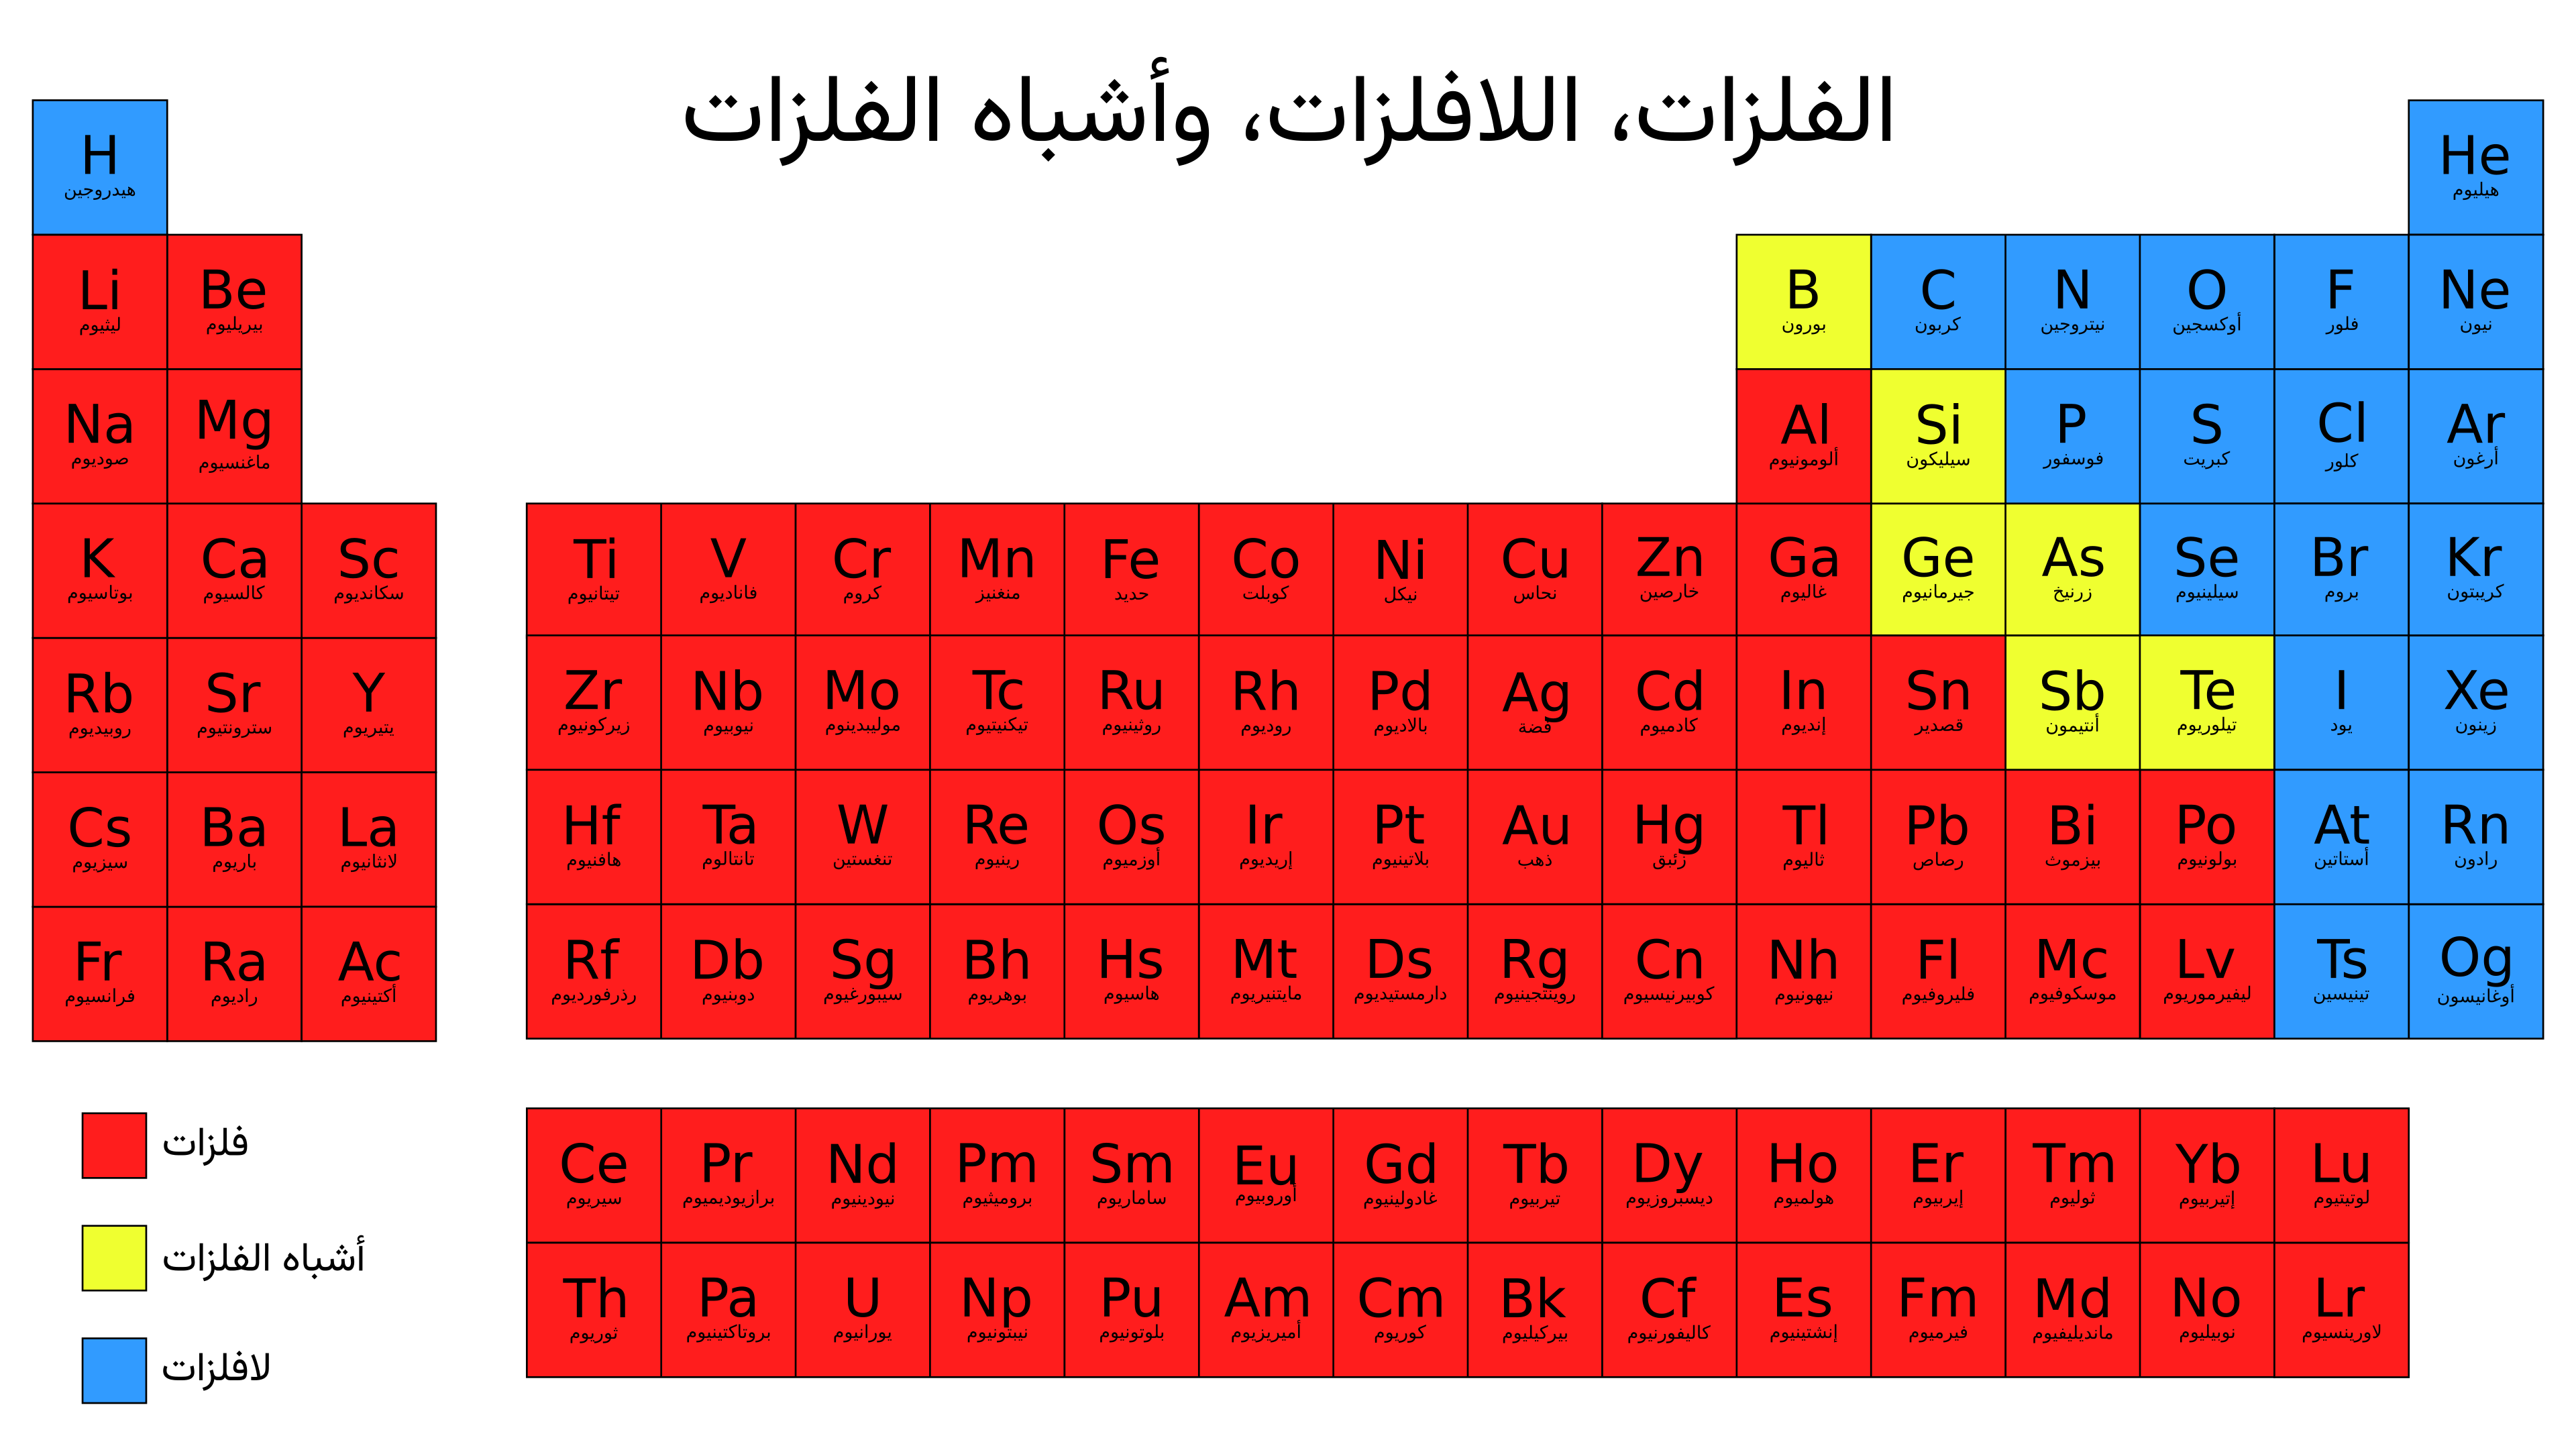 الفلزات، اللافلزات، وأشباه الفلزات
H He
هيدروجين هيليوم
Li Be B C N O F Ne
ليثيوم بيريليوم بورون كربون نيتروجين أوكسجين فلور نيون
Na Mg Al Si P S Cl Ar
صوديوم ماغنسيوم ألومونيوم سيليكون فوسفور كبريت كلور أرغون
K Ca Sc Ti V Cr Mn Fe Co Ni Cu Zn Ga Ge As Se Br Kr
بوتاسيوم كالسيوم سكانديوم تيتانيوم فاناديوم كروم منغنيز حديد كوبلت نيكل نحاس خارصين غاليوم جيرمانيوم زرنيخ سيلينيوم بروم كريبتون
Rb Sr Y Zr Nb Mo Tc Ru Rh Pd Ag Cd In Sn Sb Te I Xe
روبيديوم سترونتيوم يتيريوم زيركونيوم نيوبيوم موليبدينوم تيكنيتيوم روثينيوم روديوم بالاديوم فضة كادميوم إنديوم قصدير أنتيمون تيلوريوم يود زينون
Cs Ba La Hf Ta W Re Os Ir Pt Au Hg Tl Pb Bi Po At Rn
سيزيوم باريوم لانثانيوم هافنيوم تانتالوم تنغستين رينيوم أوزميوم إريديوم بلاتينيوم ذهب زئبق ثاليوم رصاص بيزموث بولونيوم أستاتين رادون
Fr Ra Ac Rf Db Sg Bh Hs Mt Ds Rg Cn Nh Fl Mc Lv Ts Og
فرانسيوم راديوم أكتينيوم رذرفورديوم دوبنيوم سيبورغيوم بوهريوم هاسيوم مايتنيريوم دارمستيديوم روينتجينيوم كوبيرنيسيوم نيهونيوم فليروفيوم موسكوفيوم ليفيرموريوم تينيسين أوغانيسون
Ce Pr Nd Pm Sm Eu Gd Tb Dy Ho Er Tm Yb Lu
سيريوم برازيوديميوم نيودينيوم بروميثيوم ساماريوم أوروبيوم غادولينيوم تيربيوم ديسبروزيوم هولميوم إيربيوم ثوليوم إتيربيوم لوتيتيوم
Th Pa U Np Pu Am Cm Bk Cf Es Fm Md No Lr
ثوريوم بروتاكتينيوم يورانيوم نيبتونيوم بلوتونيوم أميريزيوم كوريوم بيركيليوم كاليفورنيوم إنشتينيوم فيرميوم مانديليفيوم نوبيليوم لاورينسيوم
فلزات
أشباه الفلزات
لافلزات